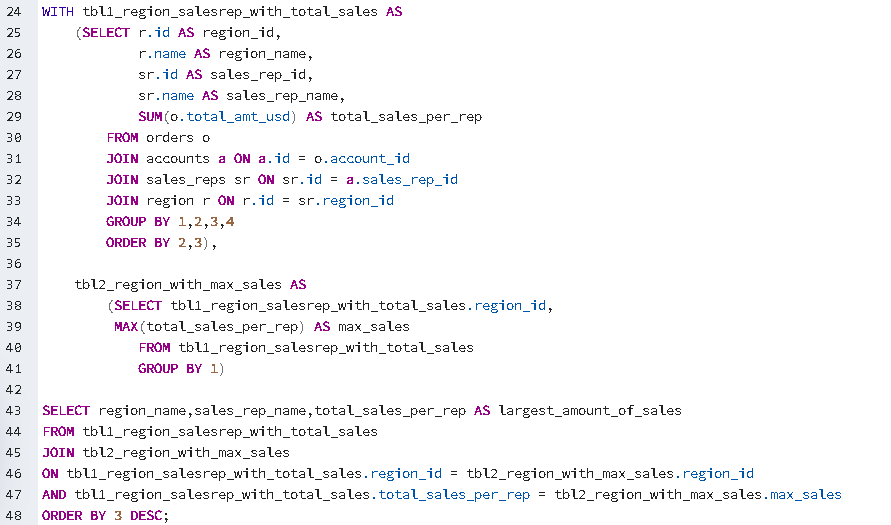 24 WITH tbl1_region_salesrep_with_total_sales AS
25 (SELECT r.id AS region_id,
26 r.name AS region_name,
27 sr.id AS sales_rep_id,
28 sr.name AS sales_rep_name,
29 SUM(o.total_amt_usd) AS total_sales_per_rep
30 FROM orders o
31 JOIN accounts a ON a.id = o.account_id
32 JOIN sales_reps sr ON sr.id = a.sales_rep_id
33 JOIN region r ON r.id = sr.region_id
34 GROUP BY 1,2,3,4
35 ORDER BY 2,3),
36
37 tbl2_region_with_max_sales AS
38 (SELECT tbl1_region_salesrep_with_total_sales.region_id,
39 MAX(total_sales_per_rep) AS max_sales
40 FROM tbl1_region_salesrep_with_total_sales
41 GROUP BY 1)
42
43 SELECT region_name,sales_rep_name,total_sales_per_rep AS largest_amount_of_sales
44 FROM tbl1_region_salesrep_with_total_sales
45 JOIN tbl2_region_with_max_sales
46 ON tbl1_region_salesrep_with_total_sales.region_id = tbl2_region_with_max_sales.region_id
47 AND tbl1_region_salesrep_with_total_sales.total_sales_per_rep = tbl2_region_with_max_sales.max_sales
48 ORDER BY 3 DESC;